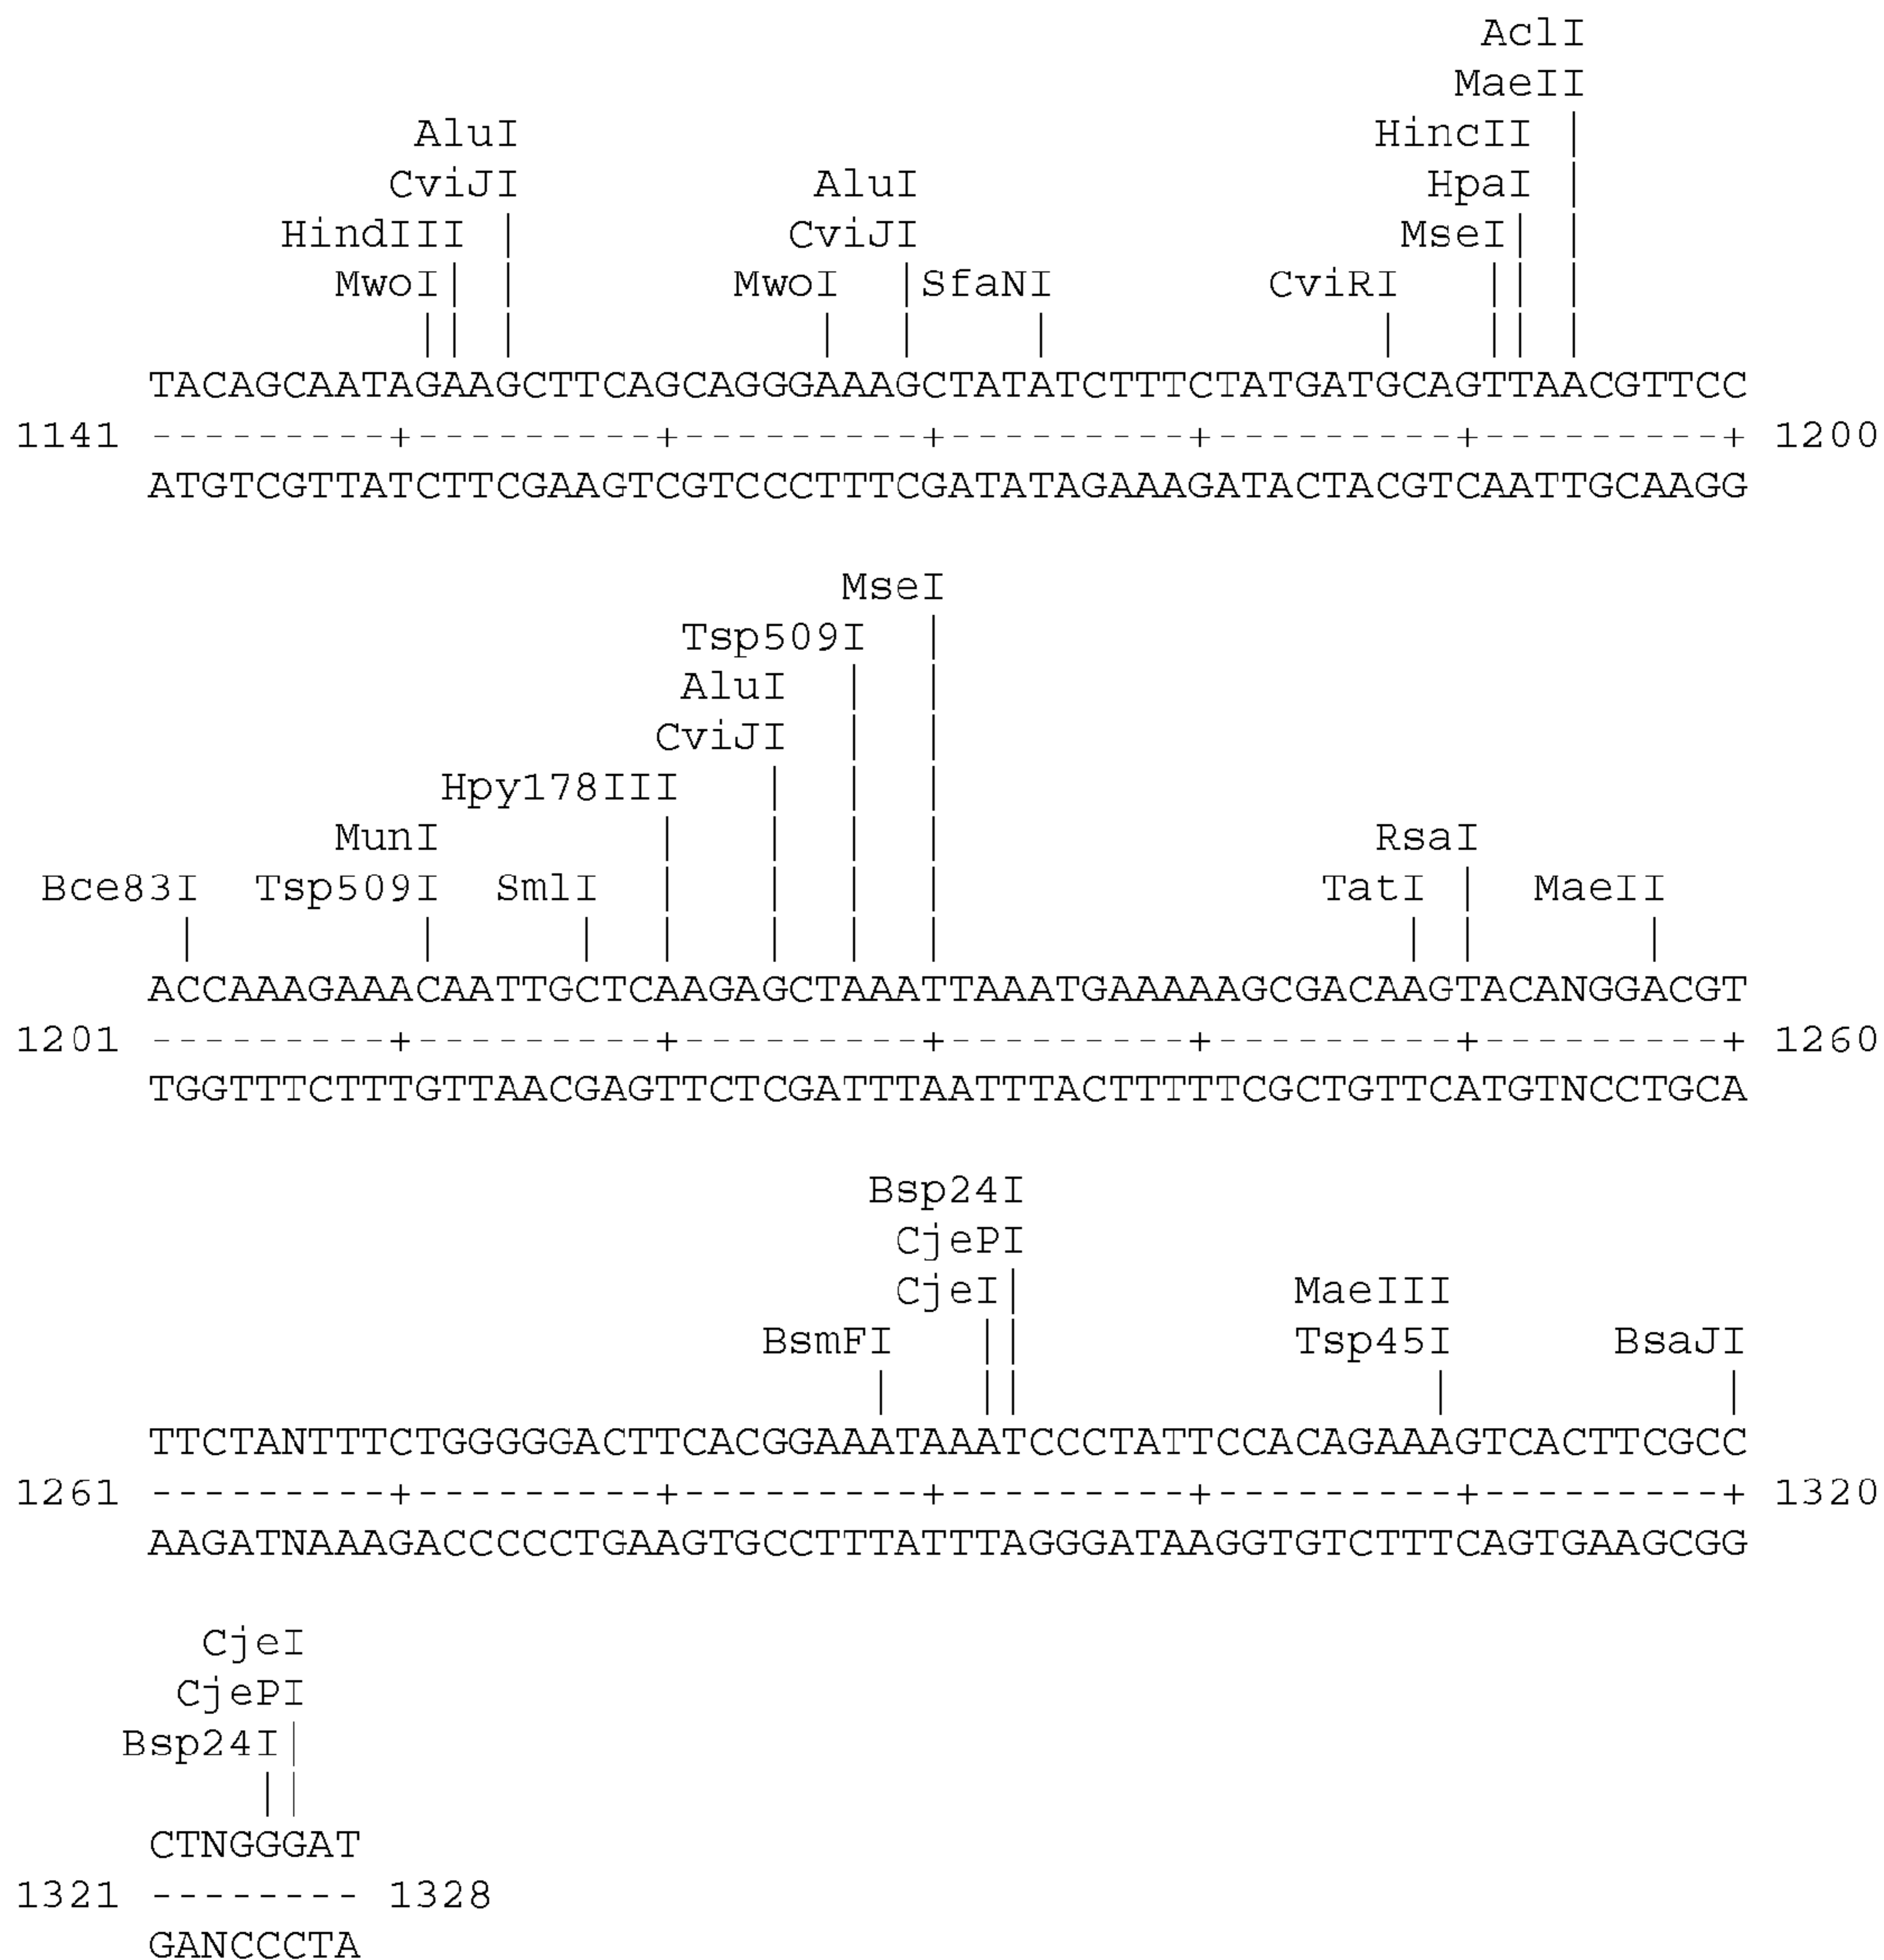 AclI
MaeII
AluI HincII |
CviJI AluI HpaI |
HindIII | CviJI MseI| |
MwoI| | MwoI |SfaNI CviRI || |
|| | | | | | || |
TACAGCAATAGAAGCTTCAGCAGGGAAAGCTATATCTTTCTATGATGCAGTTAACGTTCC
1141 ---------+---------+---------+---------+---------+---------+ 1200
ATGTCGTTATCTTCGAAGTCGTCCCTTTCGATATAGAAAGATACTACGTCAATTGCAAGG
MseI
Tsp509I |
AluI | |
CviJI | |
Hpy178III | | |
MunI | | | | RsaI
Bce83I Tsp509I SmlI | | | | TatI | MaeII
| | | | | | | | | |
ACCAAAGAAACAATTGCTCAAGAGCTAAATTAAATGAAAAAGCGACAAGTACANGGACGT
1201 ---------+---------+---------+---------+---------+---------+ 1260
TGGTTTCTTTGTTAACGAGTTCTCGATTTAATTTACTTTTTCGCTGTTCATGTNCCTGCA
Bsp24I
CjePI
CjeI| MaeIII
BsmFI || Tsp45I BsaJI
| || | |
TTCTANTTTCTGGGGGACTTCACGGAAATAAATCCCTATTCCACAGAAAGTCACTTCGCC
1261 ---------+---------+---------+---------+---------+---------+ 1320
AAGATNAAAGACCCCCTGAAGTGCCTTTATTTAGGGATAAGGTGTCTTTCAGTGAAGCGG
CjeI
CjePI
Bsp24I|
||
CTNGGGAT
1321 -------- 1328
GANCCCTA